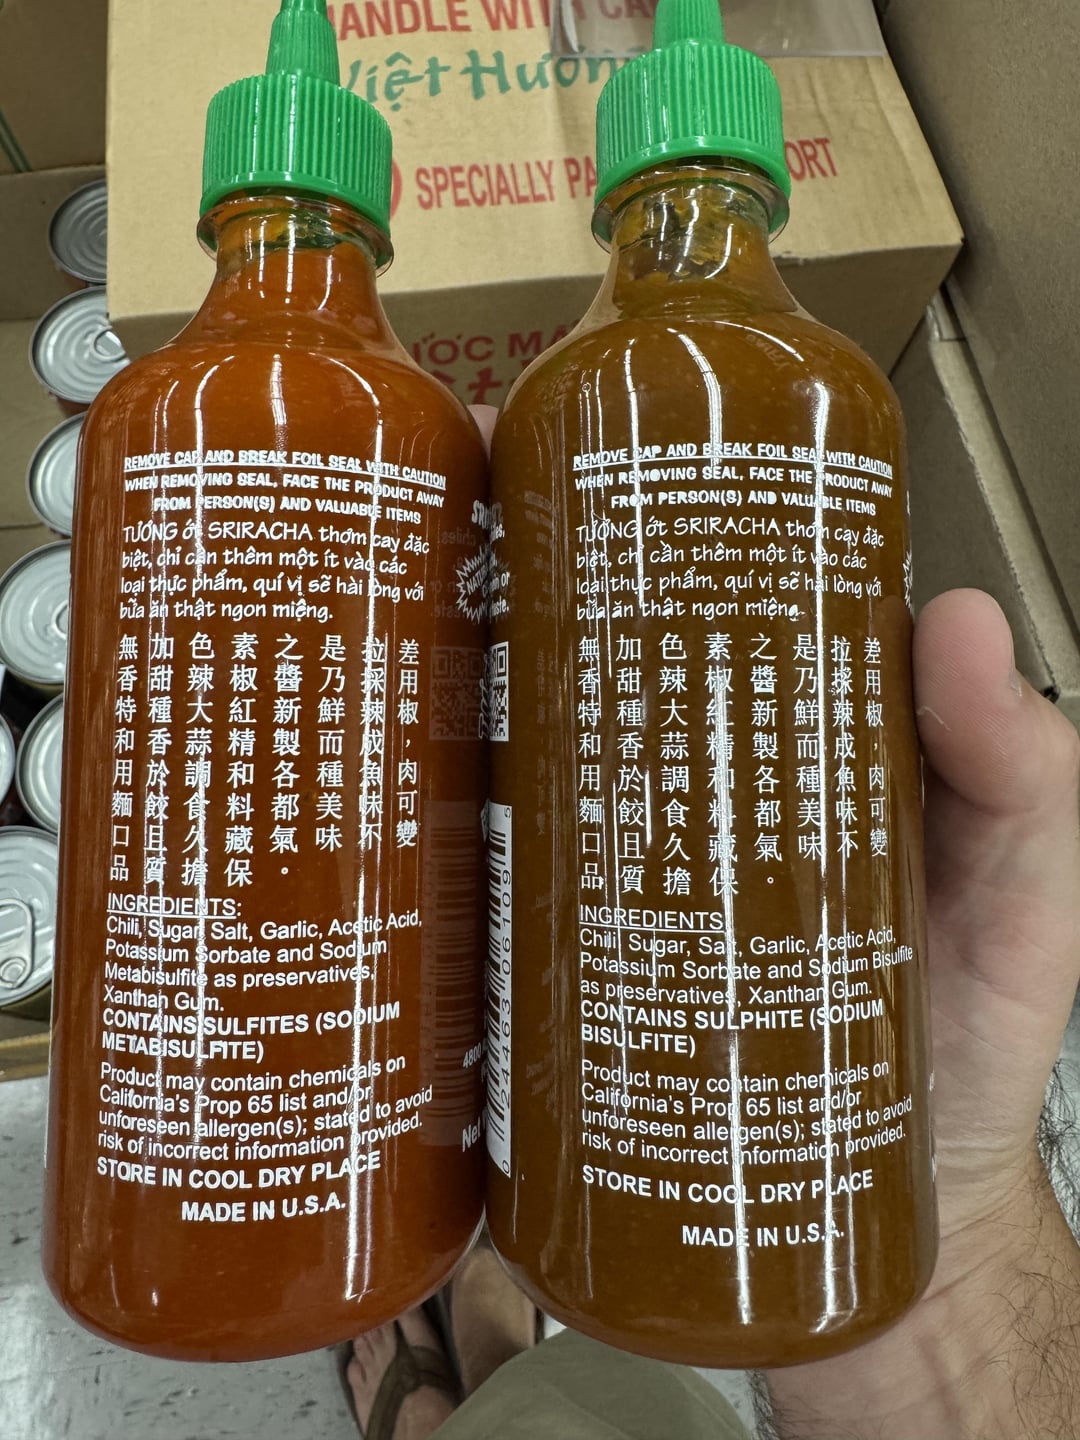 HANDLE WITH CA
Việt Hương
SPECIALLY PA
ORT
REMOVE CAP AND BREAK FOIL SEAL WITH CAUTION
WHEN REMOVING SEAL, FACE THE PRODUCT AWAY
FROM PERSON(S) AND VALUABLE ITEMS
TƯƠNG ớt SRIRACHA thơm cay đặc
biệt, chỉ cần thêm một ít vào các
loại thực phẩm, quí vị sẽ hài lòng với
bữa ăn thật ngon miệng.
無加色素之是拉差
香甜辣椒醬乃採用
特種大紅新鮮辣椒
和香蒜精製而成，
用於調和各種魚肉
麵餃食料都美味可
口且久藏氣味不變
品質擔保。
INGREDIENTS:
Chili, Sugar, Salt, Garlic, Acetic Acid,
Potassium Sorbate and Sodium
Metabisulfite as preservatives,
Xanthan Gum.
CONTAINS SULFITES (SODIUM
METABISULFITE)
Product may contain chemicals on
California's Prop 65 list and/or
unforeseen allergen(s); stated to avoid
risk of incorrect information provided.
STORE IN COOL DRY PLACE
MADE IN U.S.A.
0 24463 06109 5
REMOVE CAP AND BREAK FOIL SEAL WITH CAUTION
WHEN REMOVING SEAL, FACE THE PRODUCT AWAY
FROM PERSON(S) AND VALUABLE ITEMS
TƯƠNG ớt SRIRACHA thơm cay đặc
biệt, chỉ cần thêm một ít vào các
loại thực phẩm, quí vị sẽ hài lòng với
bữa ăn thật ngon miệng.
無加色素之是拉差
香甜辣椒醬乃採用
特種大紅新鮮辣椒
和香蒜精製而成，
用於調和各種魚肉
麵餃食料都美味可
口且久藏氣味不變
品質擔保。
INGREDIENTS:
Chili, Sugar, Salt, Garlic, Acetic Acid,
Potassium Sorbate and Sodium Bisulfite
as preservatives, Xanthan Gum.
CONTAINS SULPHITE (SODIUM
BISULFITE)
Product may contain chemicals on
California's Prop 65 list and/or
unforeseen allergen(s); stated to avoid
risk of incorrect information provided.
STORE IN COOL DRY PLACE
MADE IN U.S.A.